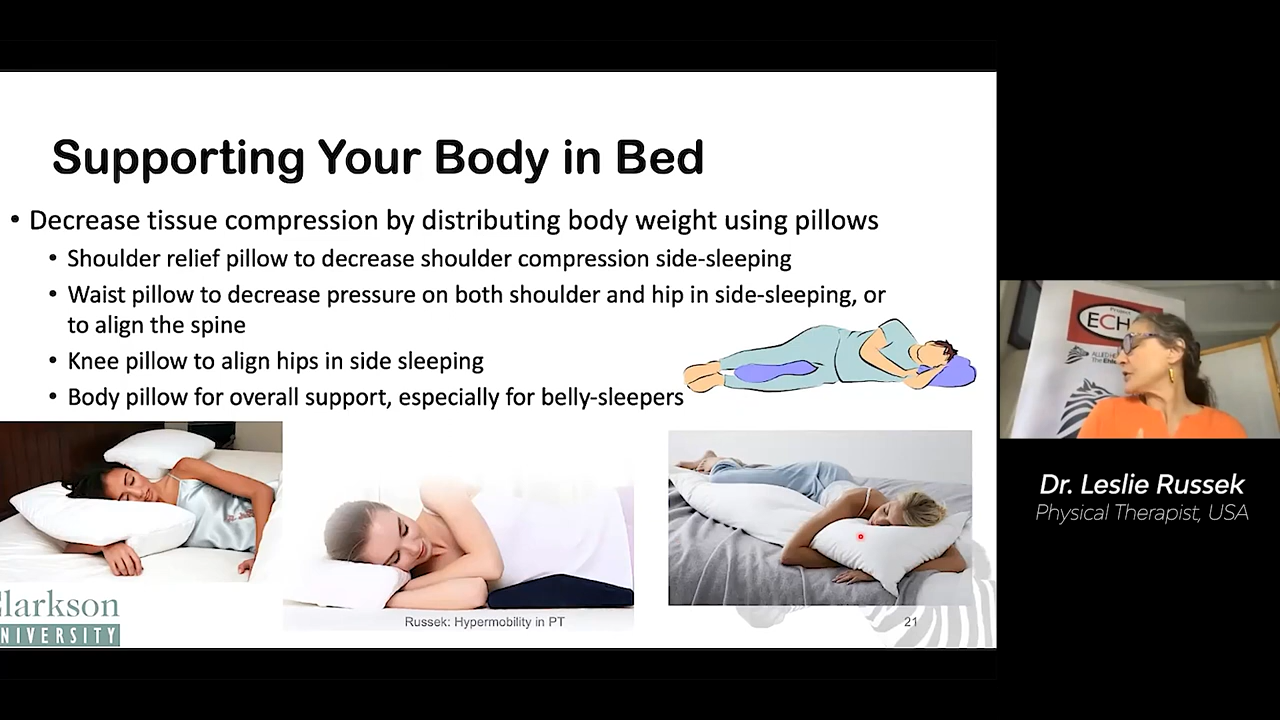 Supporting Your Body in Bed
• Decrease tissue compression by distributing body weight using pillows
• Shoulder relief pillow to decrease shoulder compression side-sleeping
• Waist pillow to decrease pressure on both shoulder and hip in side-sleeping, or
to align the spine
• Knee pillow to align hips in side sleeping
• Body pillow for overall support, especially for belly-sleepers
Russek: Hypermobility in PT
21
Project
ECH
Dr. Leslie Russek
Physical Therapist, USA
larkson
NIVERSITY